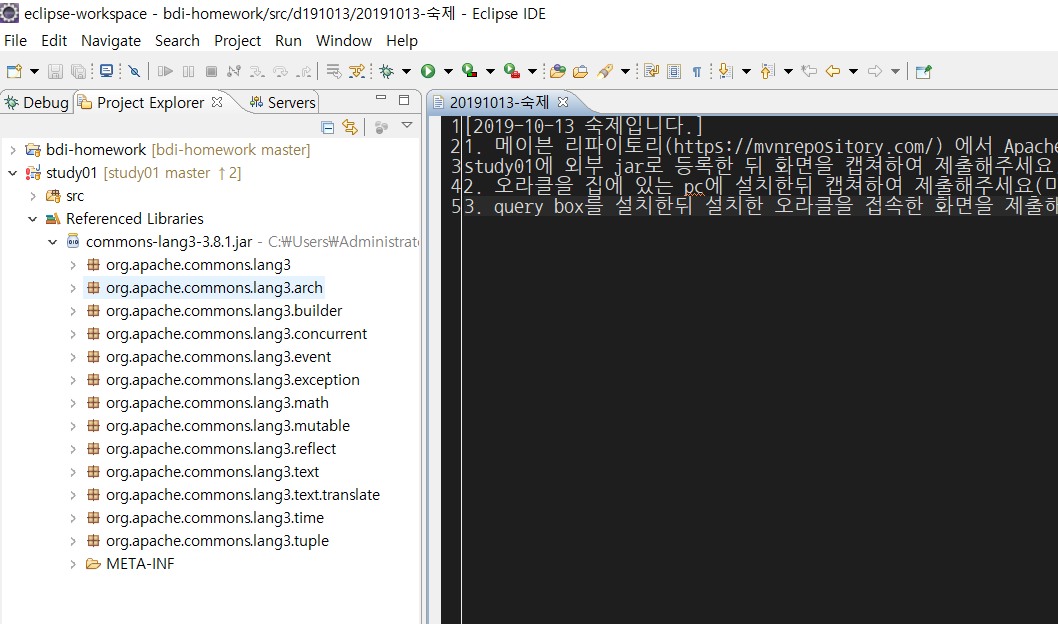 eclipse-workspace - bdi-homework/src/d191013/20191013-숙제 - Eclipse IDE
File Edit Navigate Search Project Run Window Help
Debug Project Explorer Servers
20191013-숙제
bdi-homework [bdi-homework master]
study01 [study01 master ↑2]
src
Referenced Libraries
commons-lang3-3.8.1.jar - C:₩Users₩Administrat
org.apache.commons.lang3
org.apache.commons.lang3.arch
org.apache.commons.lang3.builder
org.apache.commons.lang3.concurrent
org.apache.commons.lang3.event
org.apache.commons.lang3.exception
org.apache.commons.lang3.math
org.apache.commons.lang3.mutable
org.apache.commons.lang3.reflect
org.apache.commons.lang3.text
org.apache.commons.lang3.text.translate
org.apache.commons.lang3.time
org.apache.commons.lang3.tuple
META-INF
1[2019-10-13 숙제입니다.]
21. 메이븐 리파이토리(https://mvnrepository.com/) 에서 Apache
3study01에 외부 jar로 등록한 뒤 화면을 캡쳐하여 제출해주세요
42. 오라클을 집에 있는 pc에 설치한뒤 캡쳐하여 제출해주세요(
53. query box를 설치한뒤 설치한 오라클을 접속한 화면을 제출해